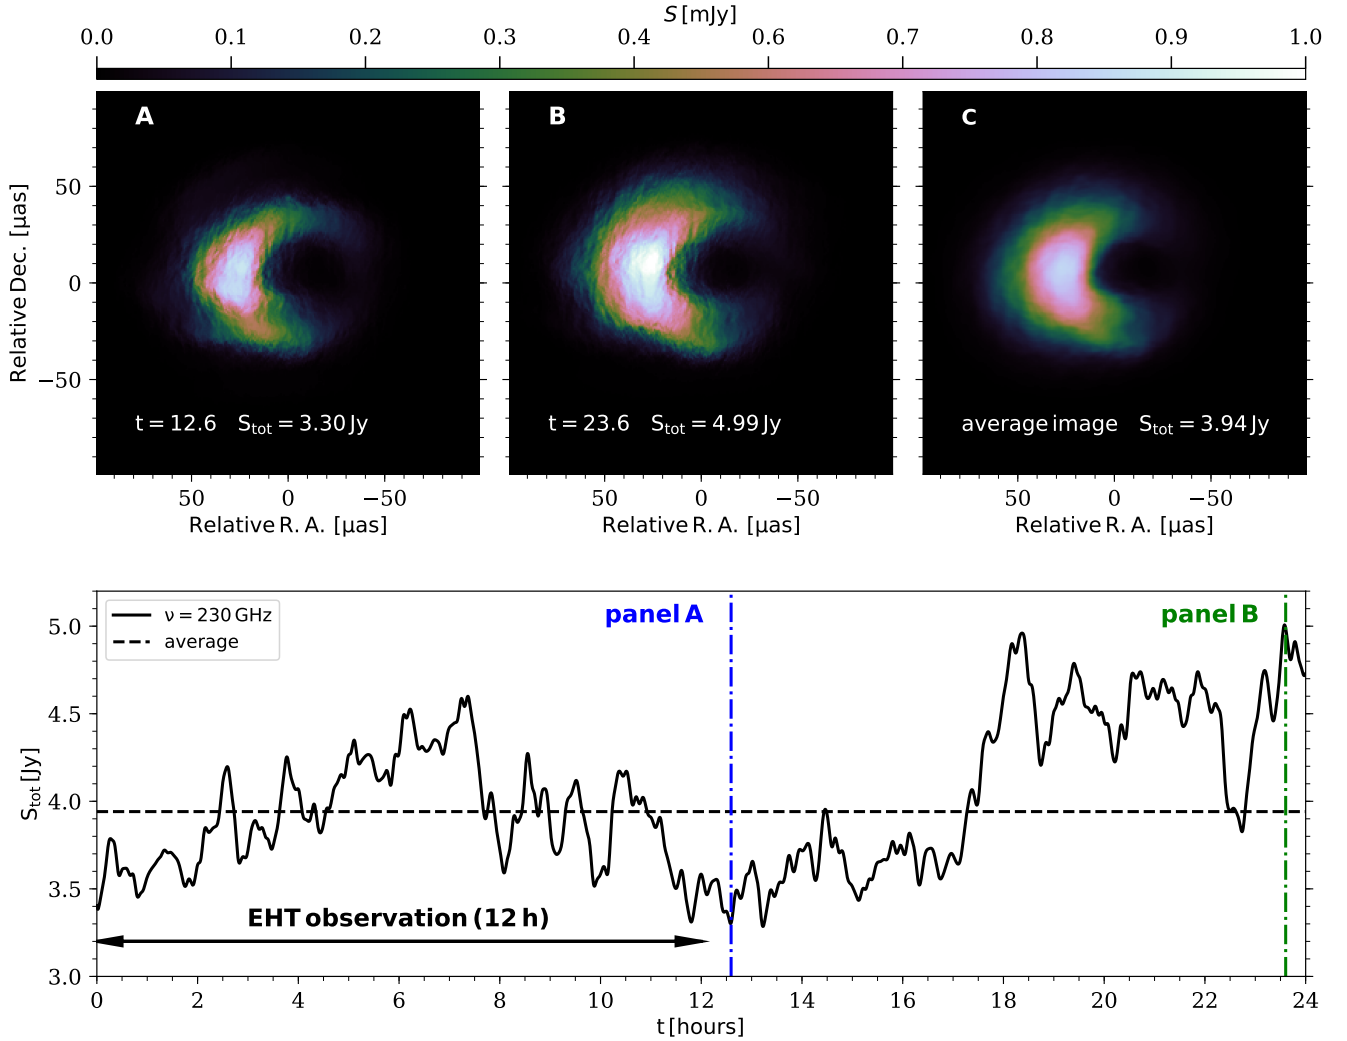 S [mJy]
0.0 0.1 0.2 0.3 0.4 0.5 0.6 0.7 0.8 0.9 1.0
A B C
Relative Dec. [μas]
50
0
−50
t = 12.6 S_tot = 3.30 Jy t = 23.6 S_tot = 4.99 Jy average image S_tot = 3.94 Jy
50 0 −50 50 0 −50 50 0 −50
Relative R. A. [μas] Relative R. A. [μas] Relative R. A. [μas]
ν = 230 GHz
average
panel A panel B
S_tot [Jy]
5.0
4.5
4.0
3.5
3.0
EHT observation (12 h)
0 2 4 6 8 10 12 14 16 18 20 22 24
t [hours]